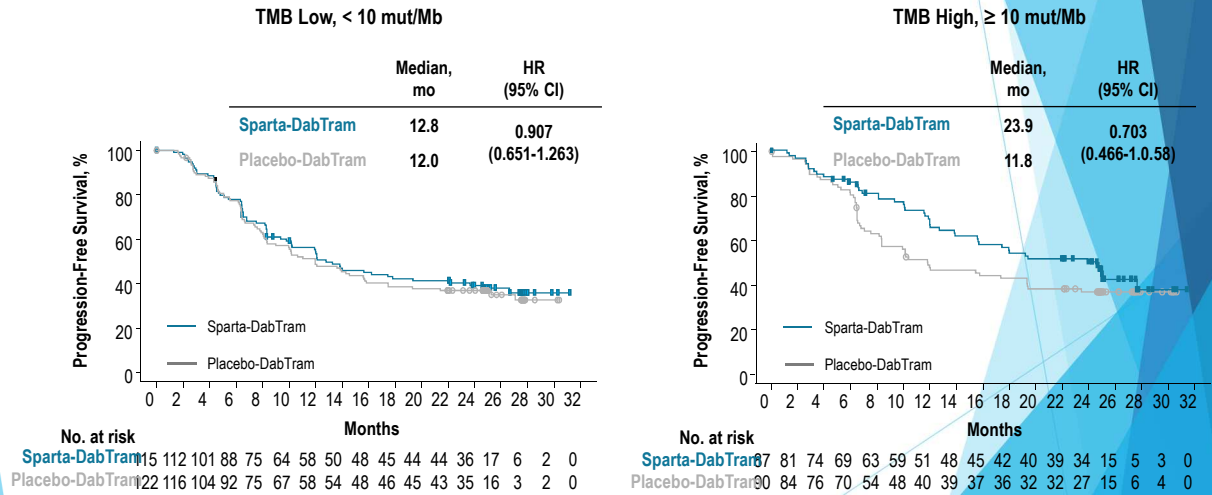 TMB Low, < 10 mut/Mb
Median, mo
HR (95% CI)
Sparta-DabTram 12.8
Placebo-DabTram 12.0
0.907
(0.651-1.263)
Progression-Free Survival, %
100
80
60
40
20
0
Sparta-DabTram
Placebo-DabTram
0 2 4 6 8 10 12 14 16 18 20 22 24 26 28 30 32
Months
No. at risk
Sparta-DabTram 115 112 101 88 75 64 58 50 48 45 44 44 36 17 6 2 0
Placebo-DabTram 122 116 104 92 75 67 58 54 48 46 45 43 35 16 3 2 0
TMB High, ≥ 10 mut/Mb
Median, mo
HR (95% CI)
Sparta-DabTram 23.9
Placebo-DabTram 11.8
0.703
(0.466-1.0.58)
Progression-Free Survival, %
100
80
60
40
20
0
Sparta-DabTram
Placebo-DabTram
0 2 4 6 8 10 12 14 16 18 20 22 24 26 28 30 32
Months
No. at risk
Sparta-DabTram 87 81 74 69 63 59 51 48 45 42 40 39 34 15 5 3 0
Placebo-DabTram 90 84 76 70 54 48 40 39 37 36 32 32 27 15 6 4 0